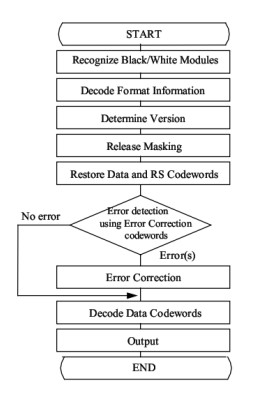 START
Recognize Black/White Modules
Decode Format Information
Determine Version
Release Masking
Restore Data and RS Codewords
No error
Error detection
using Error Correction
codewords
Error(s)
Error Correction
Decode Data Codewords
Output
END